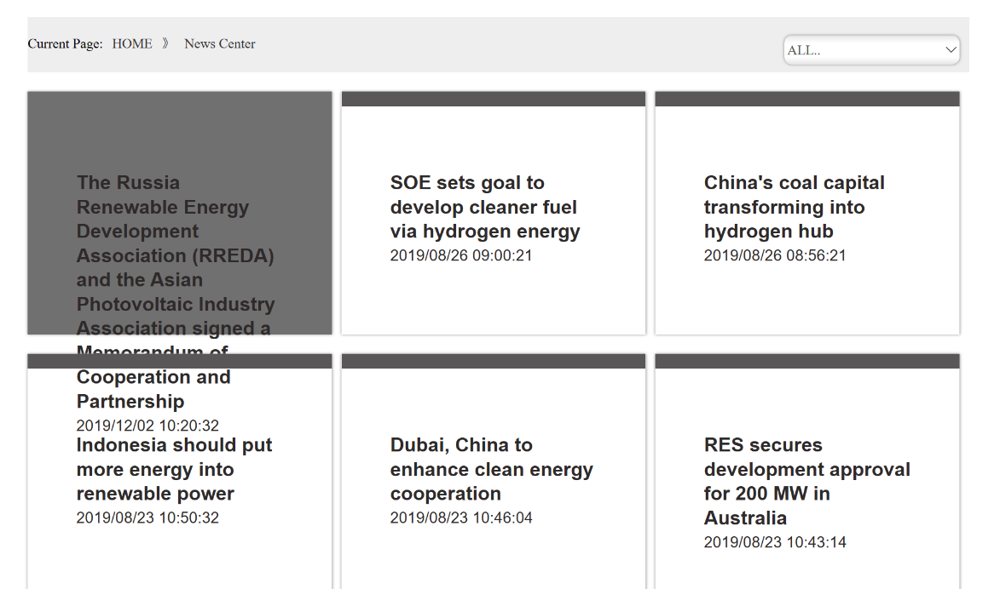 Current Page: HOME 》 News Center
ALL..
The Russia
Renewable Energy
Development
Association (RREDA)
and the Asian
Photovoltaic Industry
Association signed a
Memorandum of
Cooperation and
Partnership
2019/12/02 10:20:32
SOE sets goal to
develop cleaner fuel
via hydrogen energy
2019/08/26 09:00:21
China's coal capital
transforming into
hydrogen hub
2019/08/26 08:56:21
Indonesia should put
more energy into
renewable power
2019/08/23 10:50:32
Dubai, China to
enhance clean energy
cooperation
2019/08/23 10:46:04
RES secures
development approval
for 200 MW in
Australia
2019/08/23 10:43:14